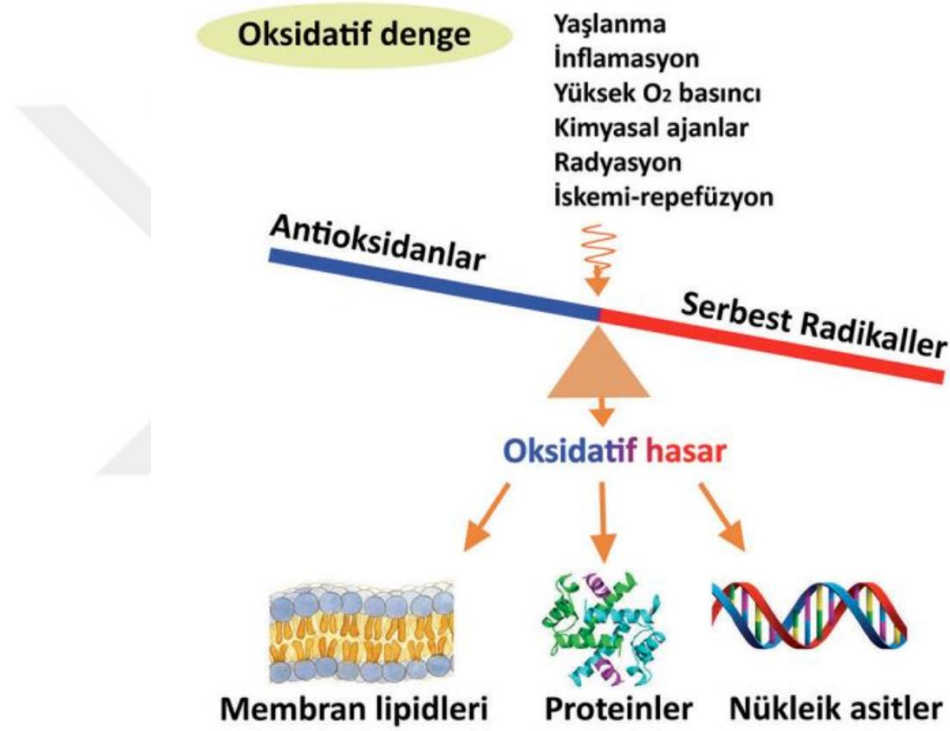 Oksidatif denge
Yaşlanma
İnflamasyon
Yüksek O₂ basıncı
Kimyasal ajanlar
Radyasyon
İskemi-repefüzyon
Antioksidanlar
Serbest Radikaller
Oksidatif hasar
Membran lipidleri
Proteinler
Nükleik asitler